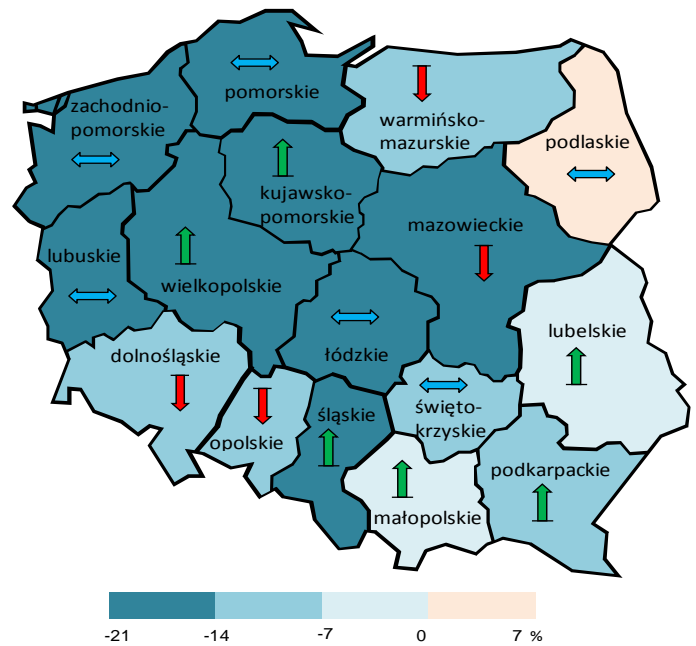 pomorskie
zachodnio-
pomorskie
warmińsko-
mazurskie
podlaskie
kujawsko-
pomorskie
mazowieckie
lubuskie
wielkopolskie
lubelskie
dolnośląskie
łódzkie
święto-
krzyskie
śląskie
opolskie
podkarpackie
małopolskie
-21 -14 -7 0 7 %